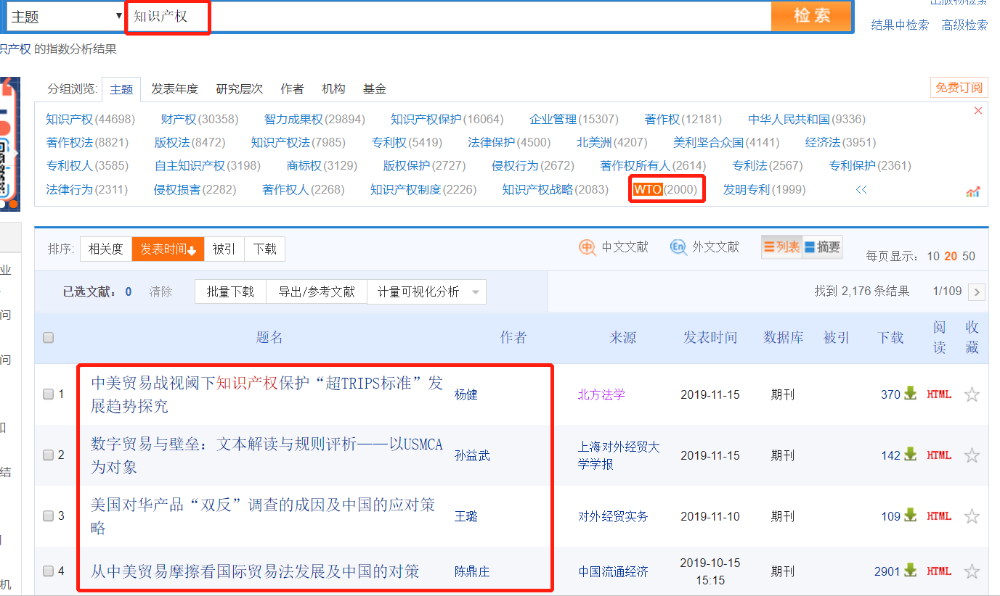 主题 知识产权 检索
出版物检索
结果中检索 高级检索
识产权 的指数分析结果
分组浏览: 主题 发表年度 研究层次 作者 机构 基金 免费订阅
知识产权(44698) 财产权(30358) 智力成果权(29894) 知识产权保护(16064) 企业管理(15307) 著作权(12181) 中华人民共和国(9336)
著作权法(8821) 版权法(8472) 知识产权法(7985) 专利权(5419) 法律保护(4500) 北美洲(4207) 美利坚合众国(4141) 经济法(3951)
专利权人(3585) 自主知识产权(3198) 商标权(3129) 版权保护(2727) 侵权行为(2672) 著作权所有人(2614) 专利法(2567) 专利保护(2361)
法律行为(2311) 侵权损害(2282) 著作权人(2268) 知识产权制度(2226) 知识产权战略(2083) WTO(2000) 发明专利(1999) <<
排序: 相关度 发表时间 被引 下载 中 中文文献 En 外文文献 列表 摘要 每页显示: 10 20 50
已选文献: 0 清除 批量下载 导出/参考文献 计量可视化分析 找到 2,176 条结果 1/109 >
题名 作者 来源 发表时间 数据库 被引 下载 阅读 收藏
1 中美贸易战视阈下知识产权保护“超TRIPS标准”发
展趋势探究 杨健 北方法学 2019-11-15 期刊 370 HTML
2 数字贸易与壁垒：文本解读与规则评析——以USMCA
为对象 孙益武 上海对外经贸大
学学报 2019-11-15 期刊 142 HTML
3 美国对华产品“双反”调查的成因及中国的应对策
略 王璐 对外经贸实务 2019-11-10 期刊 109 HTML
4 从中美贸易摩擦看国际贸易法发展及中国的对策 陈鼎庄 中国流通经济 2019-10-15
15:15 期刊 2901 HTML
业
问
问
和
结
机